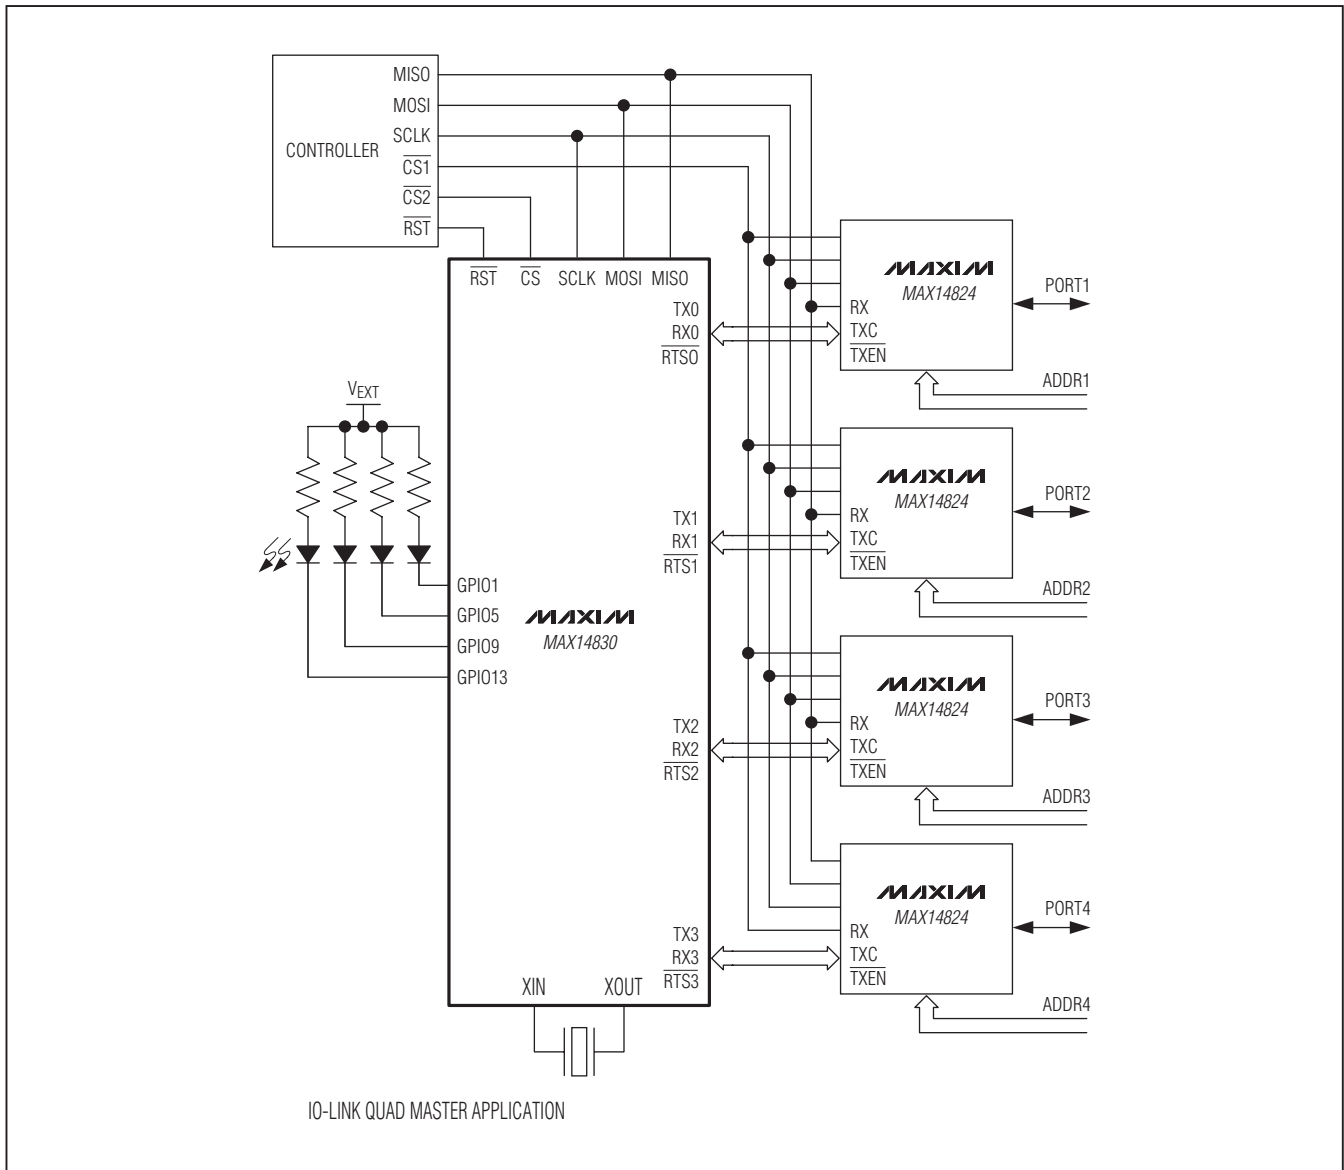 MISO
MOSI
SCLK
CS1
CS2
RST
CONTROLLER
RST CS SCLK MOSI MISO
TX0
RX0
RTS0
MAXIM
MAX14824
RX
TXC
TXEN
PORT1
ADDR1
VEXT
TX1
RX1
RTS1
MAXIM
MAX14824
RX
TXC
TXEN
PORT2
ADDR2
GPIO1
GPIO5
GPIO9
GPIO13
MAXIM
MAX14830
TX2
RX2
RTS2
MAXIM
MAX14824
RX
TXC
TXEN
PORT3
ADDR3
TX3
RX3
RTS3
MAXIM
MAX14824
RX
TXC
TXEN
PORT4
ADDR4
XIN XOUT
IO-LINK QUAD MASTER APPLICATION